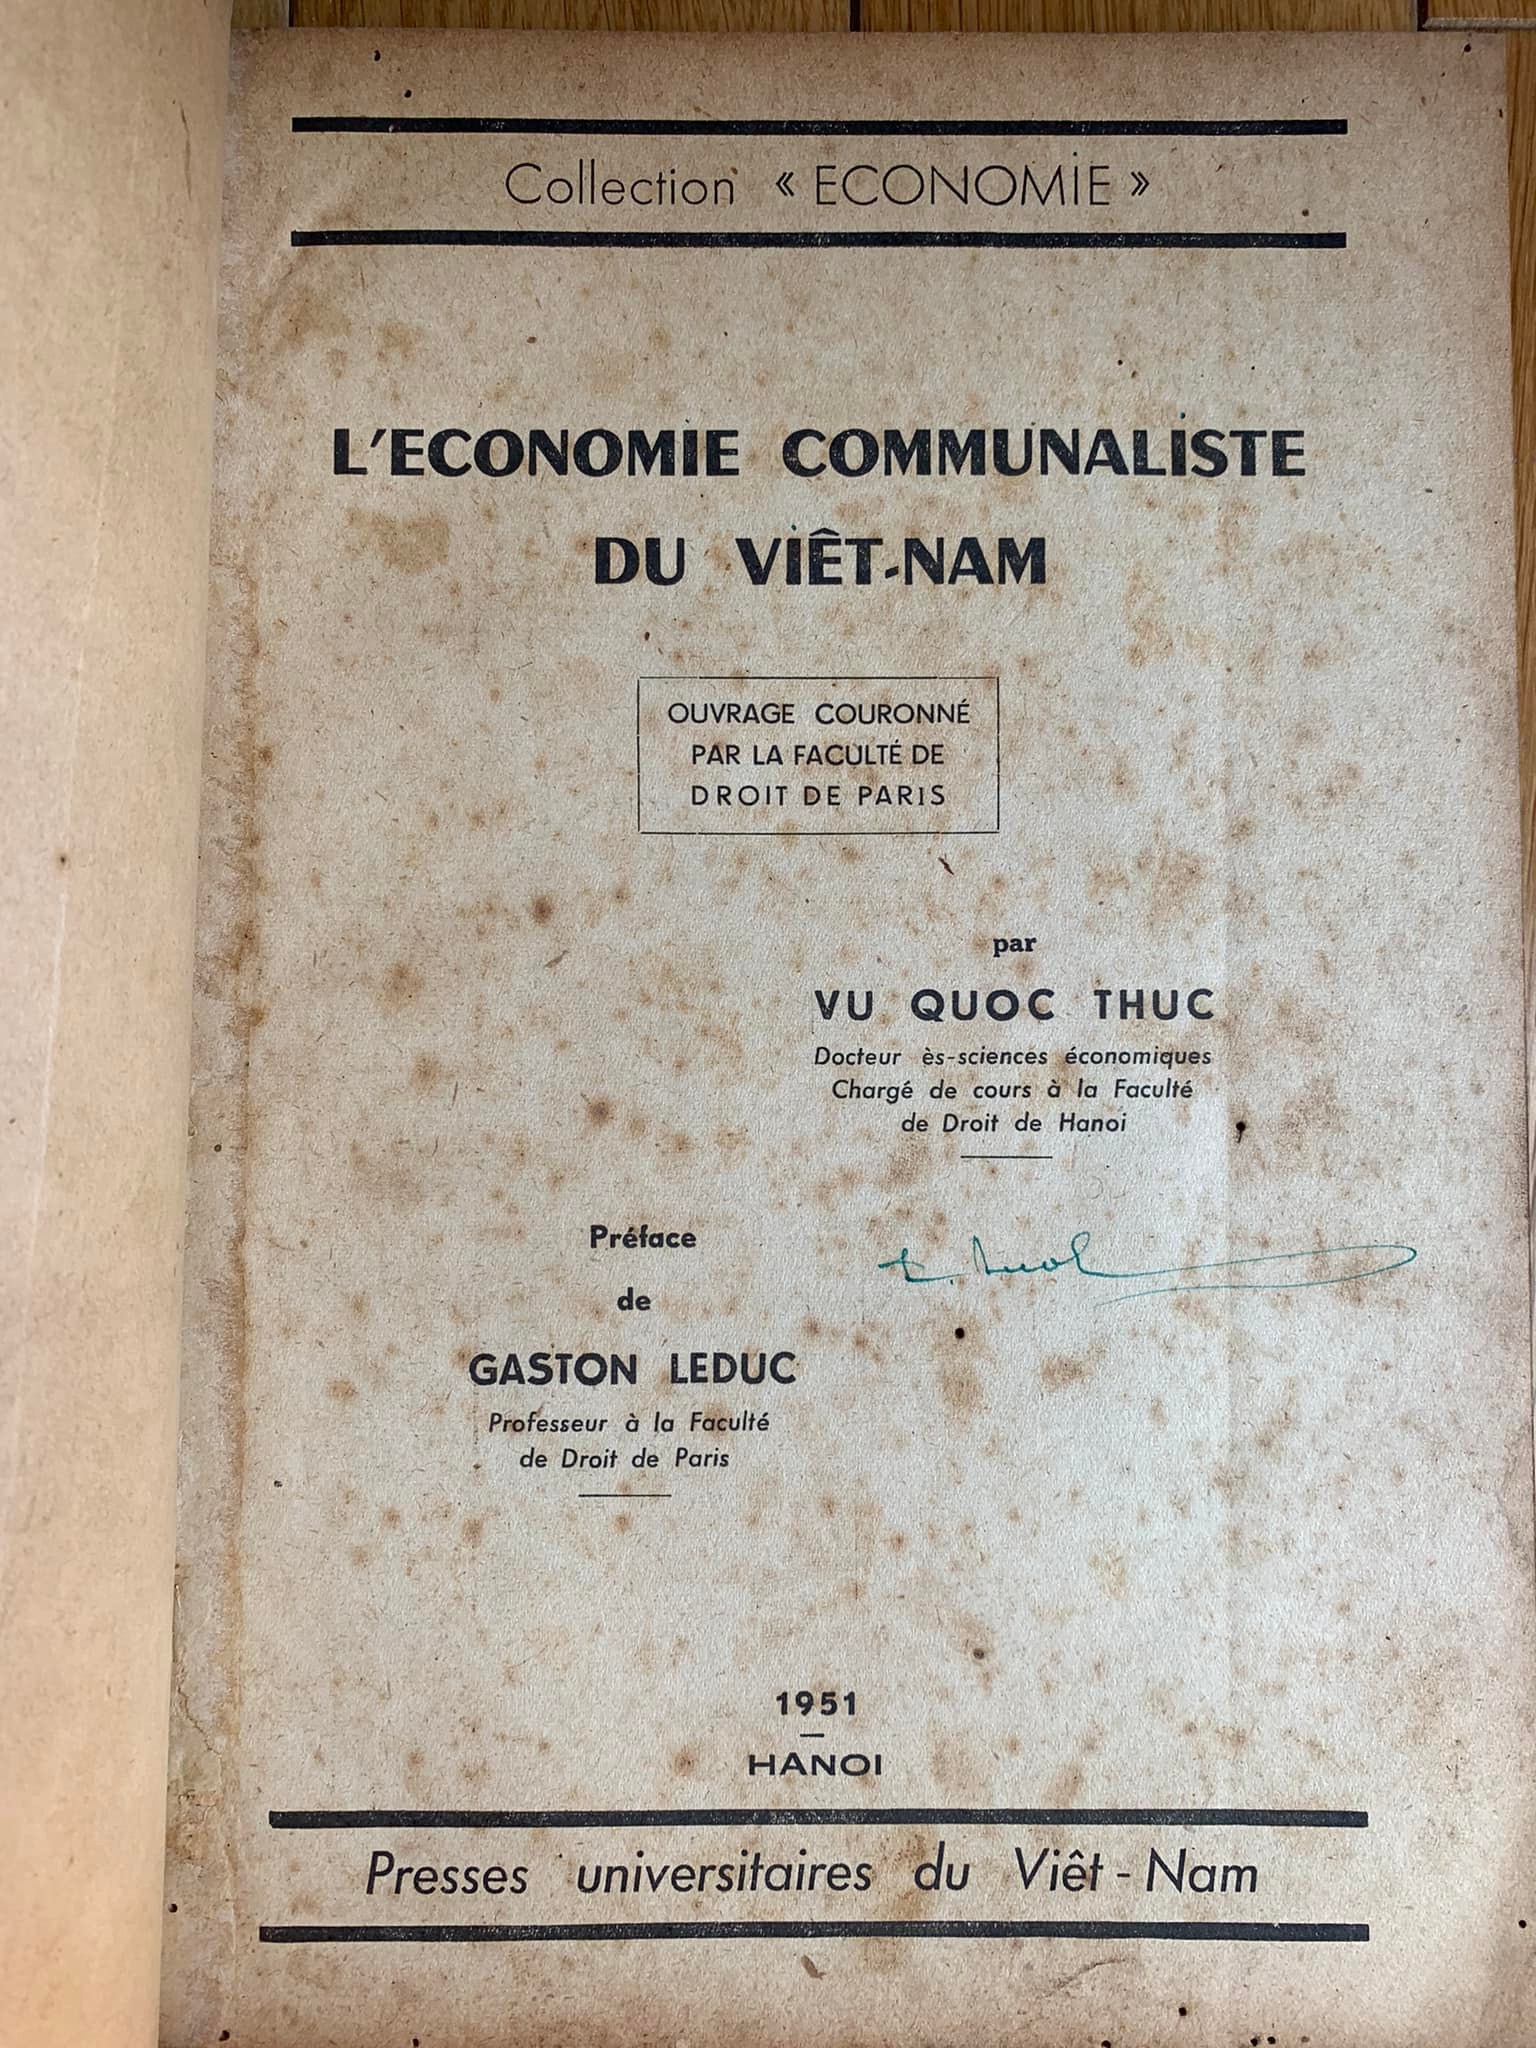 Collection « ECONOMIE »
L'ECONOMIE COMMUNALISTE
DU VIÊT-NAM
OUVRAGE COURONNÉ
PAR LA FACULTÉ DE
DROIT DE PARIS
par
VU QUOC THUC
Docteur ès-sciences économiques
Chargé de cours à la Faculté
de Droit de Hanoi
Préface
de
GASTON LEDUC
Professeur à la Faculté
de Droit de Paris
1951
HANOI
Presses universitaires du Viêt-Nam